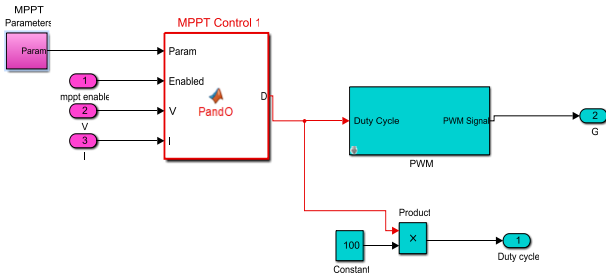 MPPT
Parameters
Param
MPPT Control 1
Param
1
Enabled
mppt enable
2
V
V
3
I
I
PandO
D
Duty Cycle
PWM Signal
PWM
2
G
Product
×
100
Constant
1
Duty cycle